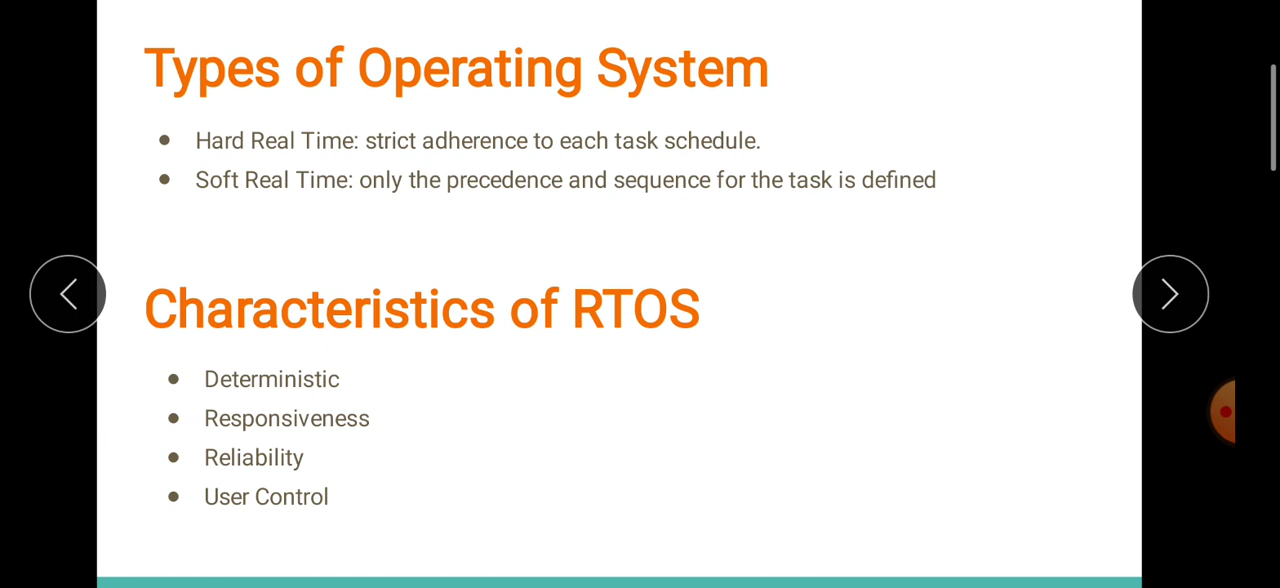 Types of Operating System
● Hard Real Time: strict adherence to each task schedule.
● Soft Real Time: only the precedence and sequence for the task is defined
Characteristics of RTOS
● Deterministic
● Responsiveness
● Reliability
● User Control